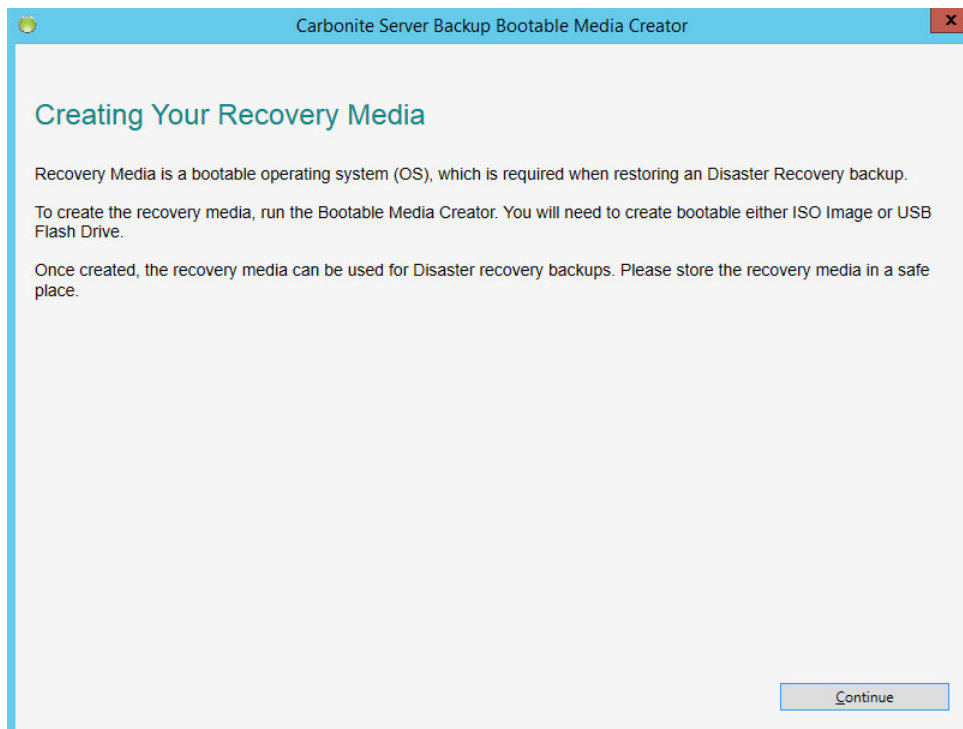 Carbonite Server Backup Bootable Media Creator
x
Creating Your Recovery Media
Recovery Media is a bootable operating system (OS), which is required when restoring an Disaster Recovery backup.
To create the recovery media, run the Bootable Media Creator. You will need to create bootable either ISO Image or USB
Flash Drive.
Once created, the recovery media can be used for Disaster recovery backups. Please store the recovery media in a safe
place.
Continue